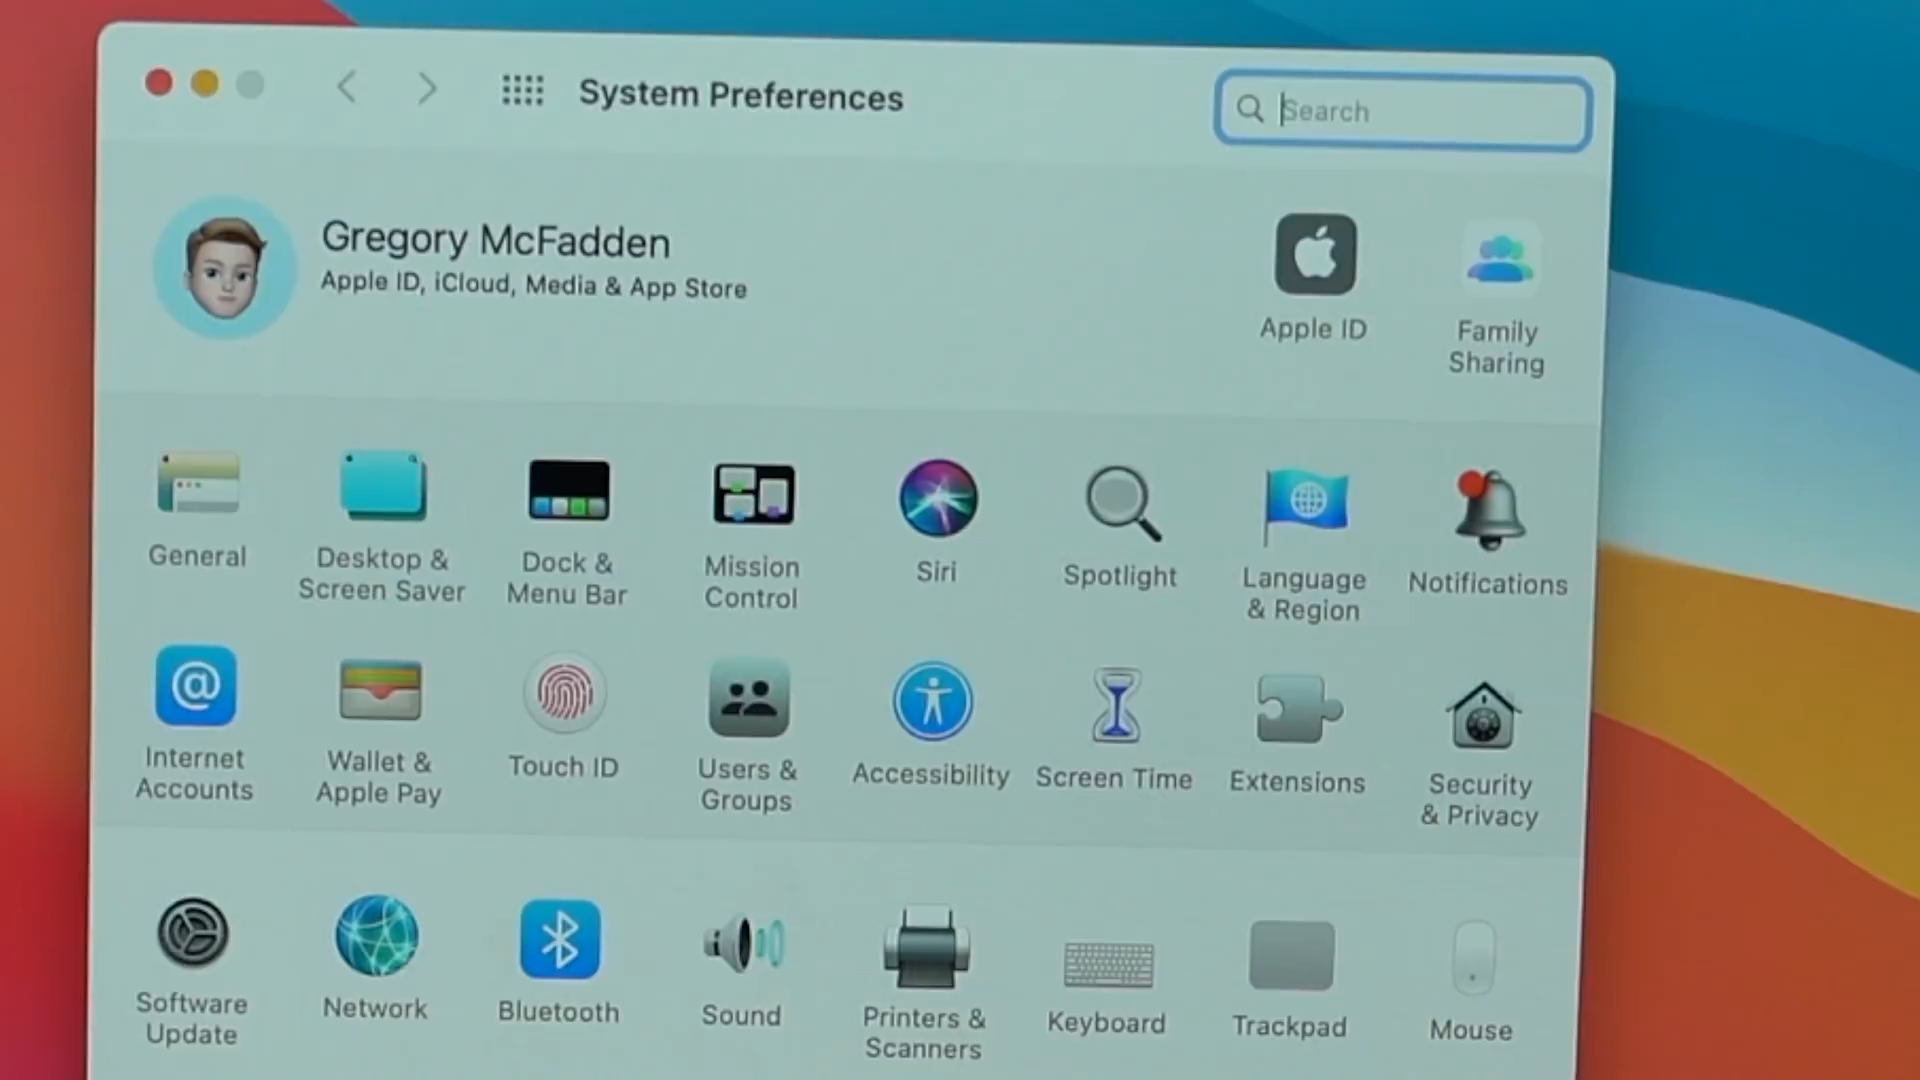 System Preferences
Search
Gregory McFadden
Apple ID, iCloud, Media & App Store
Apple ID
Family
Sharing
General
Desktop &
Screen Saver
Dock &
Menu Bar
Mission
Control
Siri
Spotlight
Language
& Region
Notifications
Internet
Accounts
Wallet &
Apple Pay
Touch ID
Users &
Groups
Accessibility
Screen Time
Extensions
Security
& Privacy
Software
Update
Network
Bluetooth
Sound
Printers &
Scanners
Keyboard
Trackpad
Mouse